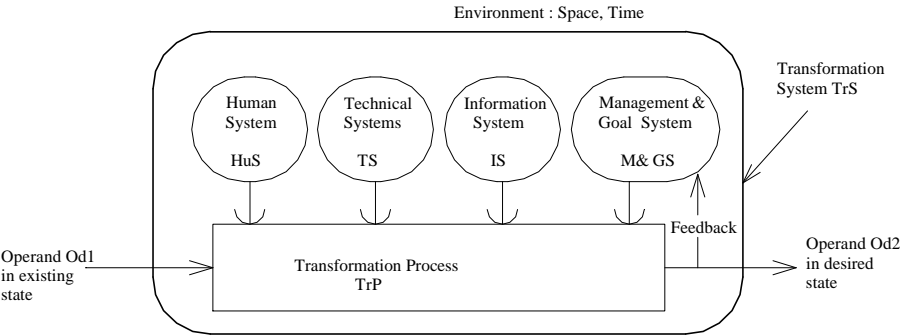 Environment : Space, Time
Transformation
System TrS
Human
System
HuS
Technical
Systems
TS
Information
System
IS
Management &
Goal System
M& GS
Feedback
Operand Od1
in existing
state
Transformation Process
TrP
Operand Od2
in desired
state